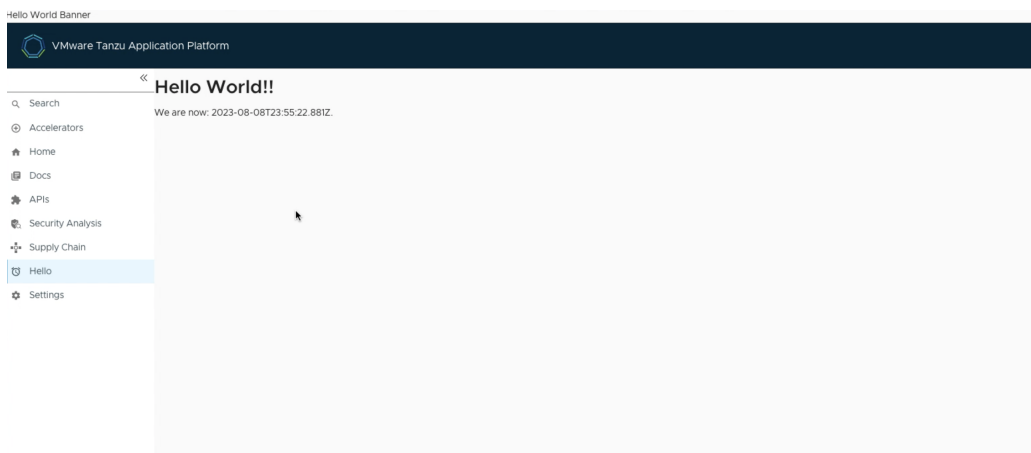 Hello World Banner
VMware Tanzu Application Platform
Hello World!!
We are now: 2023-08-08T23:55:22.881Z.
Search
Accelerators
Home
Docs
APIs
Security Analysis
Supply Chain
Hello
Settings